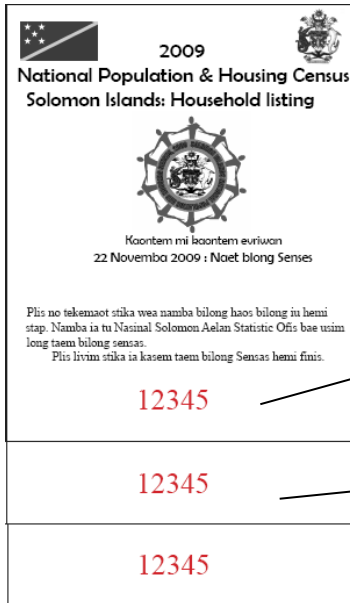 2009
National Population & Housing Census
Solomon Islands: Household listing
Kaontem mi kaontem evriwan
22 Novemba 2009 : Naet blong Senses
Plis no tekemaot stika wea namba bilong haos bilong iu hemi
stap. Namba ia tu Nasinal Solomon Aelan Statistic Ofis bae usim
long taem bilong sensas.
Plis livim stika ia kasem taem bilong Sensas hemi finis.
12345
12345
12345